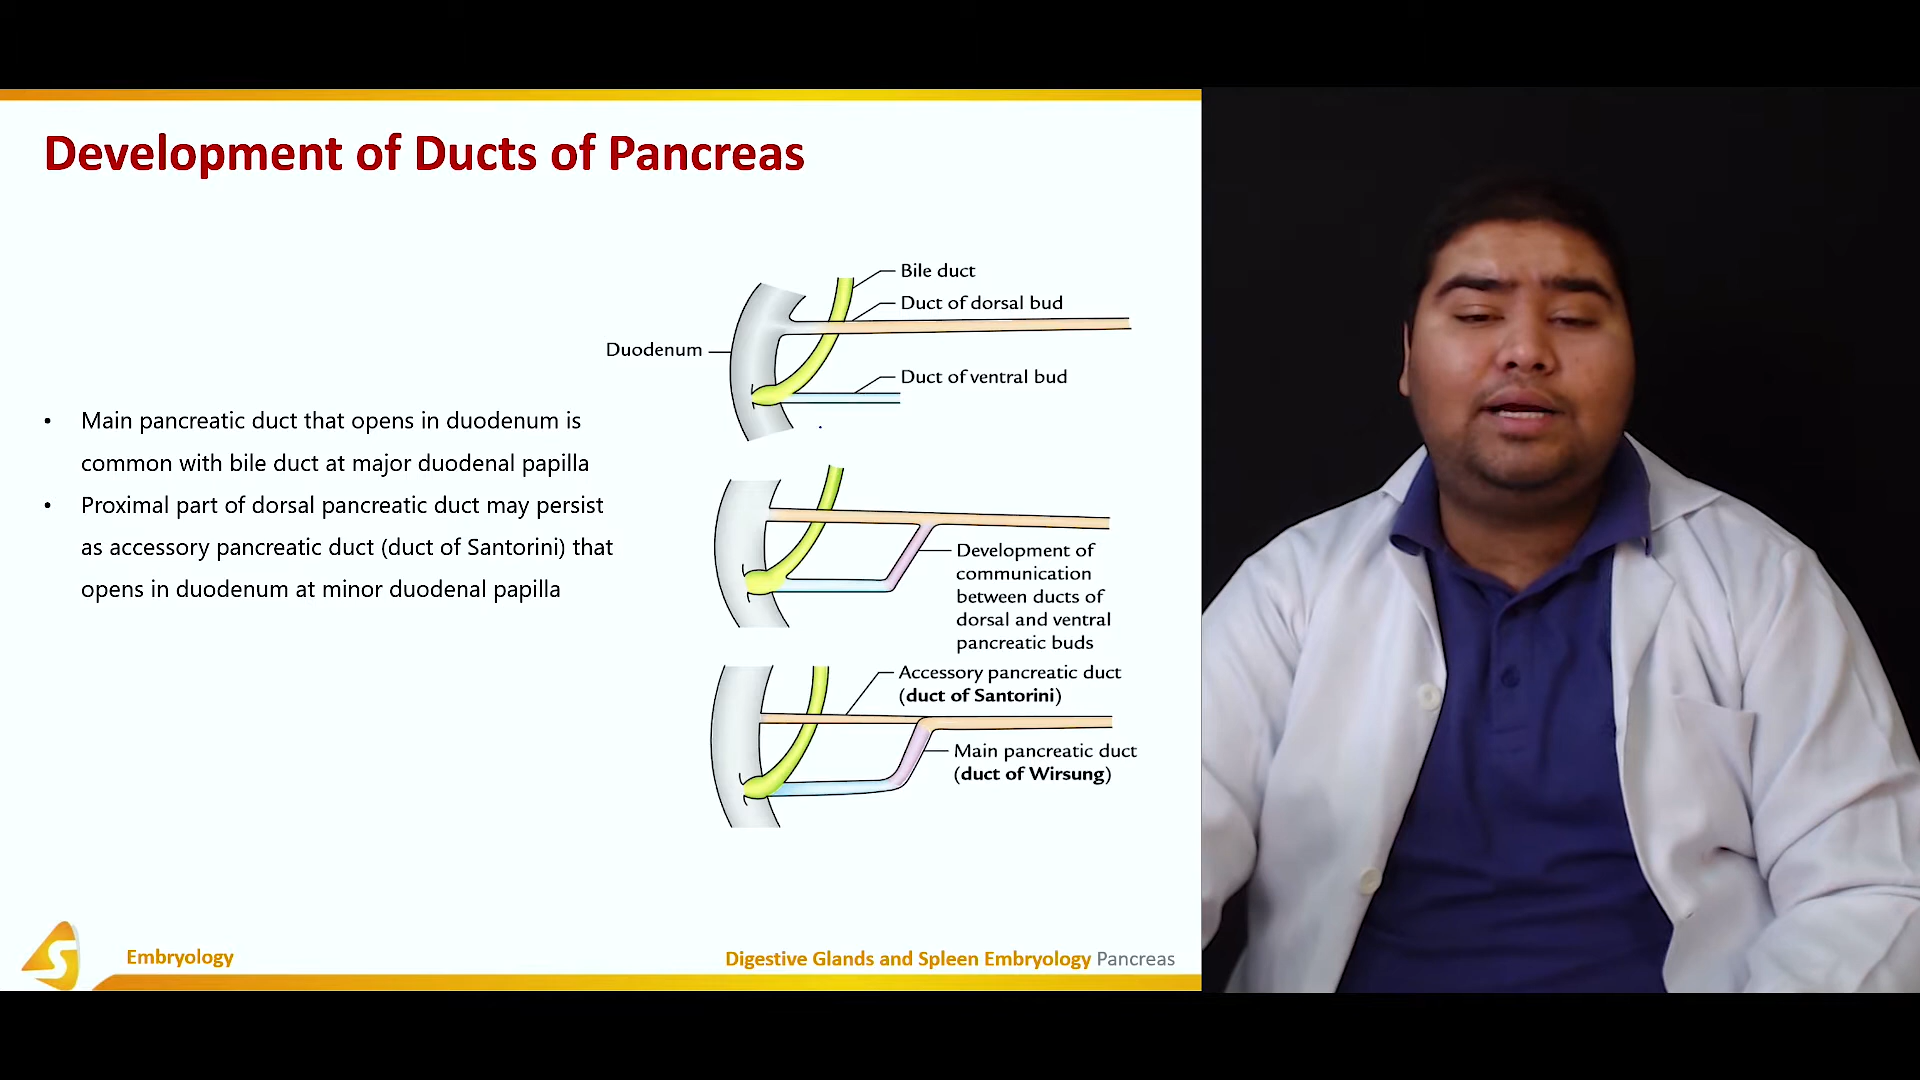 Development of Ducts of Pancreas
• Main pancreatic duct that opens in duodenum is
common with bile duct at major duodenal papilla
• Proximal part of dorsal pancreatic duct may persist
as accessory pancreatic duct (duct of Santorini) that
opens in duodenum at minor duodenal papilla
Bile duct
Duct of dorsal bud
Duodenum
Duct of ventral bud
Development of
communication
between ducts of
dorsal and ventral
pancreatic buds
Accessory pancreatic duct
(duct of Santorini)
Main pancreatic duct
(duct of Wirsung)
S
Embryology
Digestive Glands and Spleen Embryology Pancreas